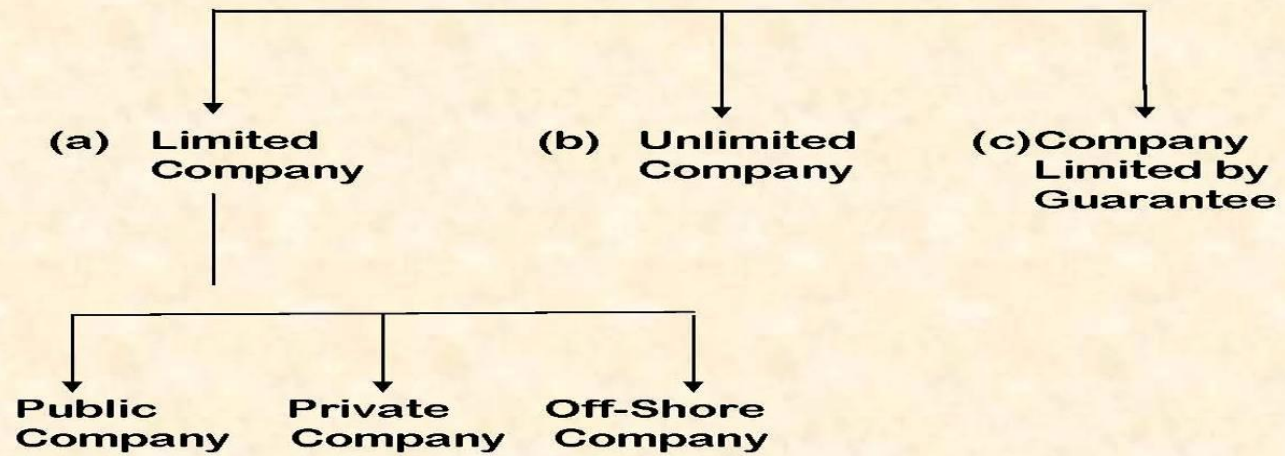 (a) Limited
Company
(b) Unlimited
Company
(c)Company
Limited by
Guarantee
Public
Company
Private
Company
Off-Shore
Company